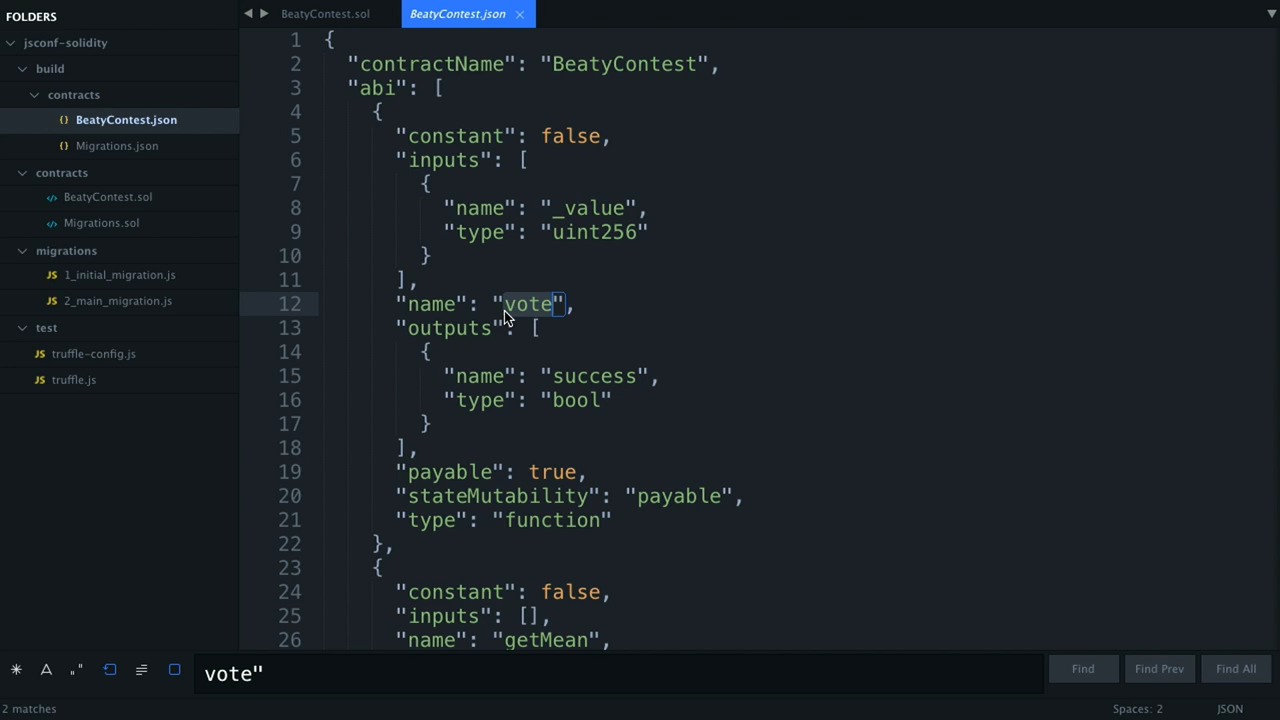 FOLDERS
jsconf-solidity
build
contracts
BeatyContest.json
Migrations.json
contracts
BeatyContest.sol
Migrations.sol
migrations
JS 1_initial_migration.js
JS 2_main_migration.js
test
JS truffle-config.js
JS truffle.js
BeatyContest.sol
BeatyContest.json
1 {
2 "contractName": "BeatyContest",
3 "abi": [
4 {
5 "constant": false,
6 "inputs": [
7 {
8 "name": "_value",
9 "type": "uint256"
10 }
11 ],
12 "name": "vote",
13 "outputs": [
14 {
15 "name": "success",
16 "type": "bool"
17 }
18 ],
19 "payable": true,
20 "stateMutability": "payable",
21 "type": "function"
22 },
23 {
24 "constant": false,
25 "inputs": [],
26 "name": "getMean",
vote"
Find
Find Prev
Find All
2 matches
Spaces: 2
JSON